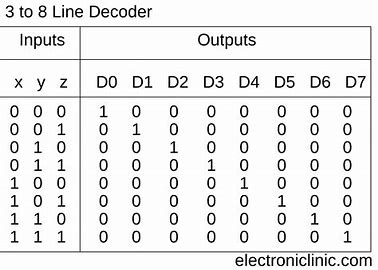 3 to 8 Line Decoder
Inputs Outputs
x y z D0 D1 D2 D3 D4 D5 D6 D7
0 0 0 1 0 0 0 0 0 0 0
0 0 1 0 1 0 0 0 0 0 0
0 1 0 0 0 1 0 0 0 0 0
0 1 1 0 0 0 1 0 0 0 0
1 0 0 0 0 0 0 1 0 0 0
1 0 1 0 0 0 0 0 1 0 0
1 1 0 0 0 0 0 0 0 1 0
1 1 1 0 0 0 0 0 0 0 1
electroniclinic.com